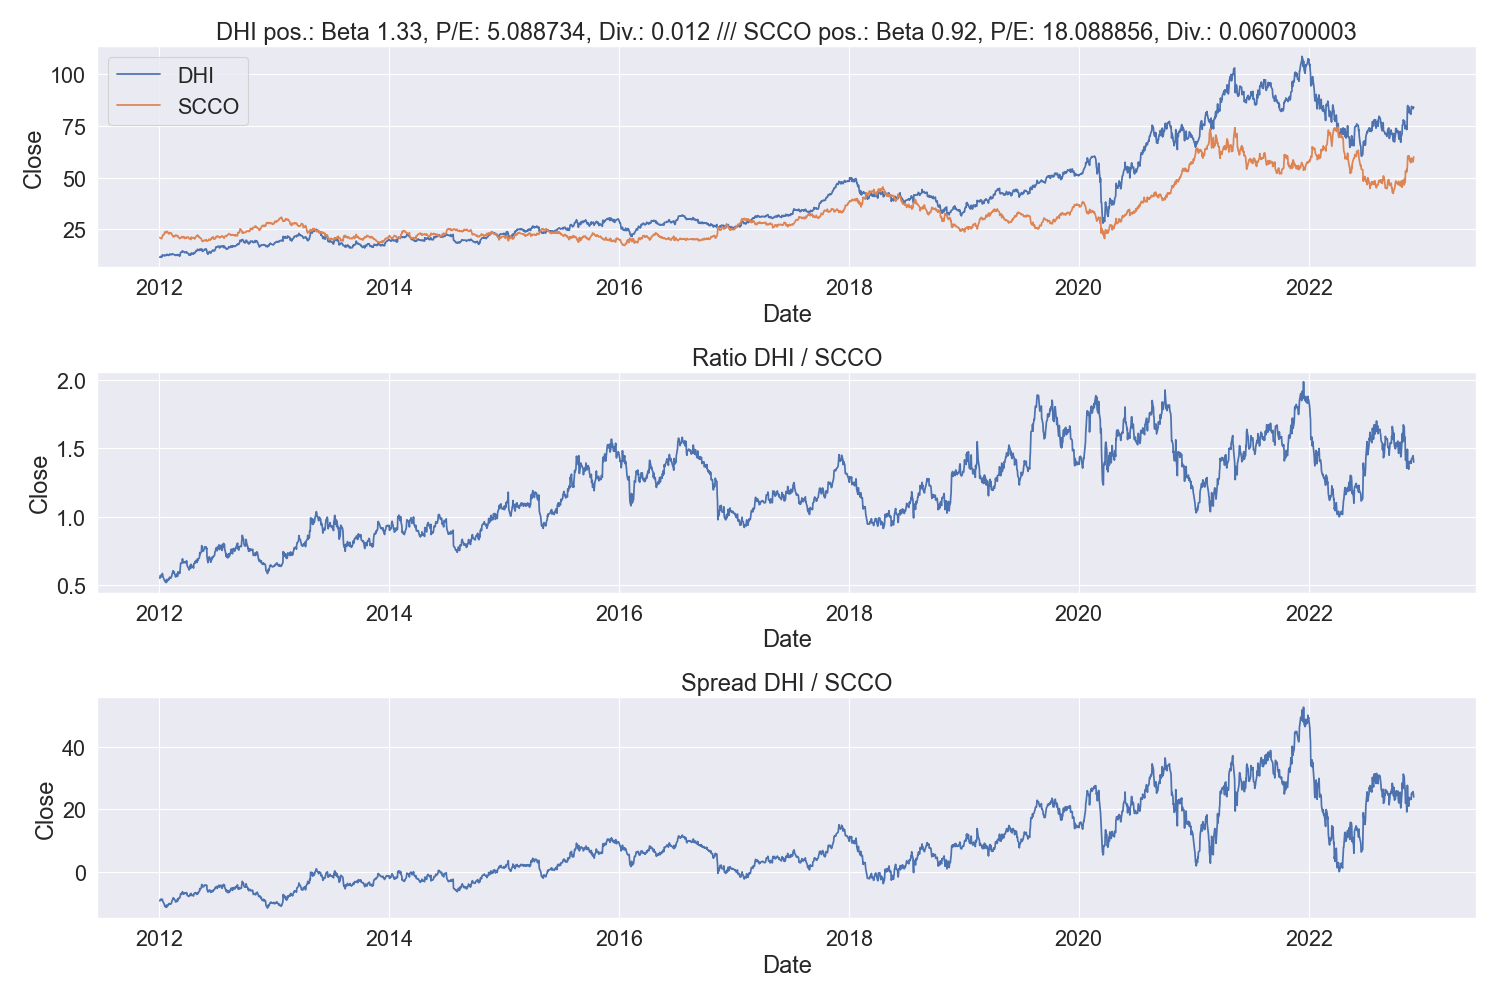 DHI pos.: Beta 1.33, P/E: 5.088734, Div.: 0.012 /// SCCO pos.: Beta 0.92, P/E: 18.088856, Div.: 0.060700003
DHI
SCCO
Close
100
75
50
25
2012 2014 2016 2018 2020 2022
Date
Ratio DHI / SCCO
Close
2.0
1.5
1.0
0.5
2012 2014 2016 2018 2020 2022
Date
Spread DHI / SCCO
Close
40
20
0
2012 2014 2016 2018 2020 2022
Date